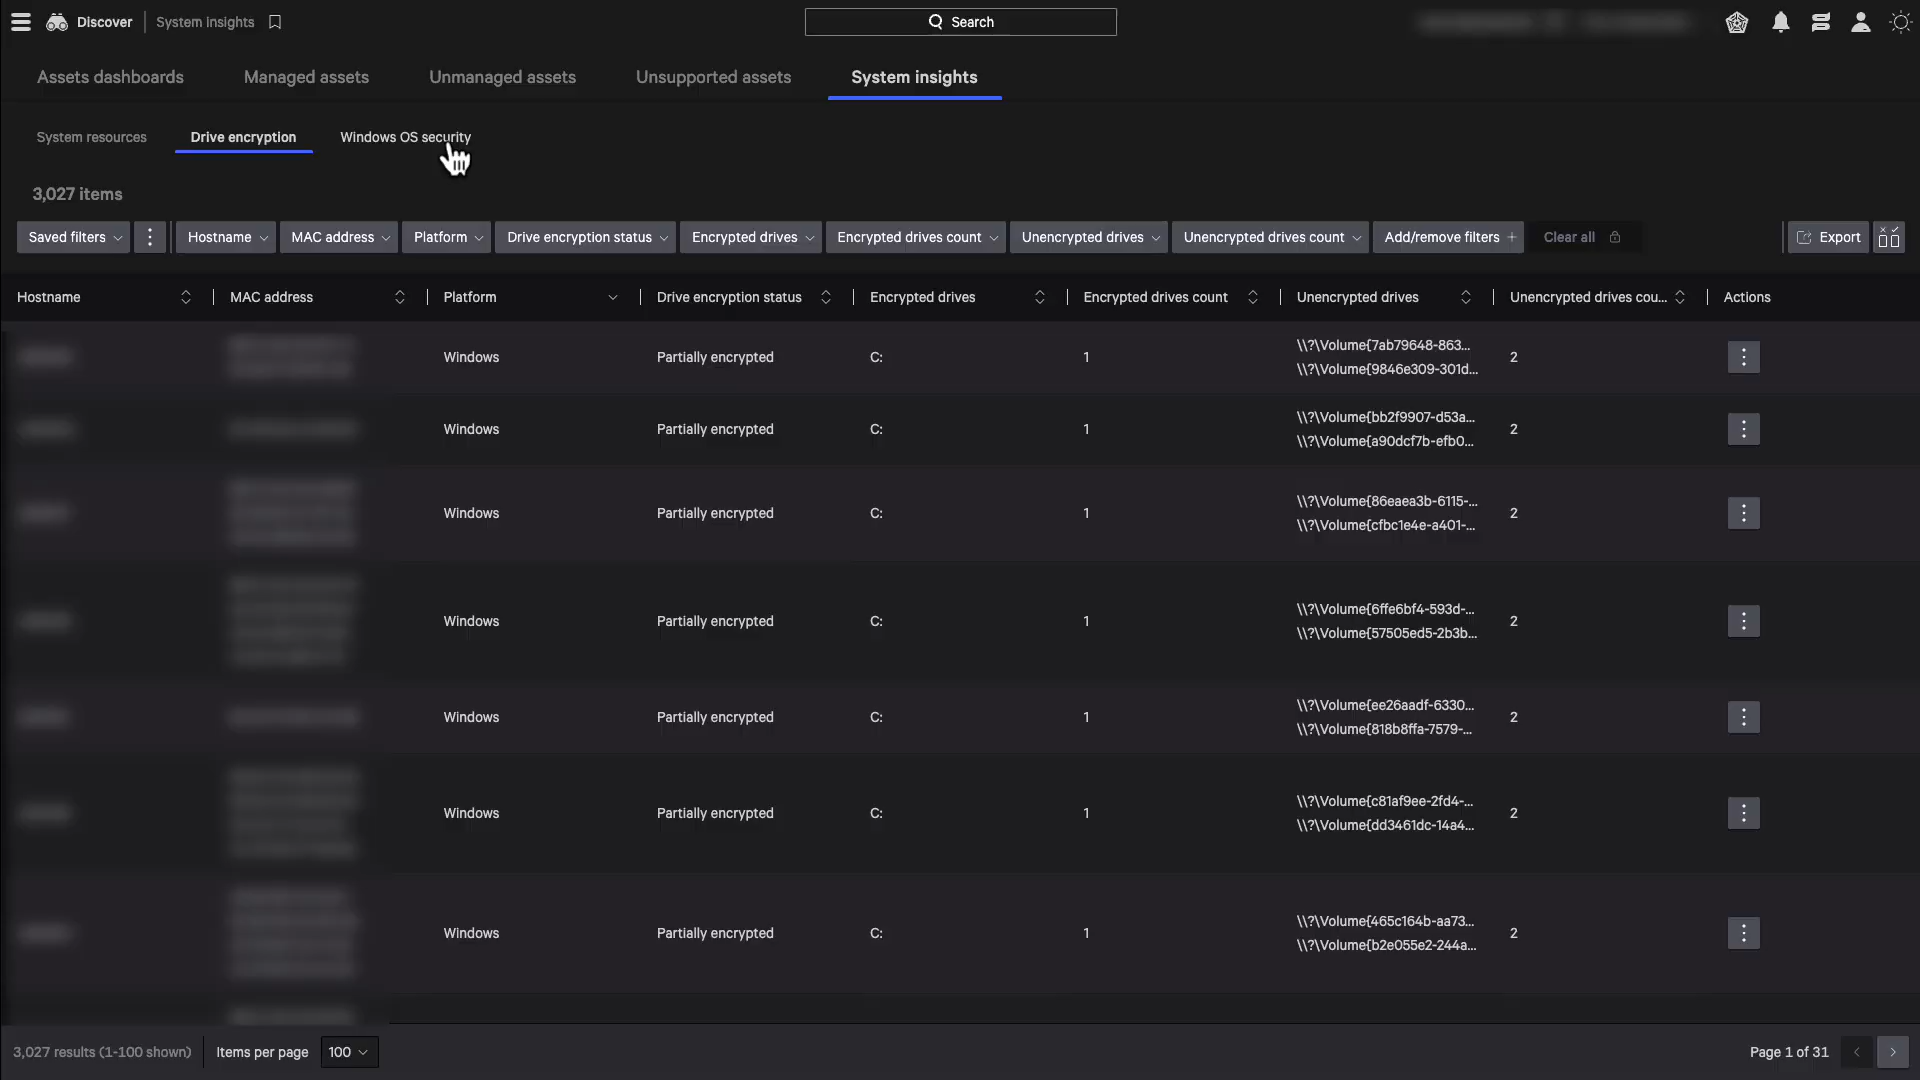 Discover
System insights
Search
Assets dashboards
Managed assets
Unmanaged assets
Unsupported assets
System insights
System resources
Drive encryption
Windows OS security
3,027 items
Saved filters
Hostname
MAC address
Platform
Drive encryption status
Encrypted drives
Encrypted drives count
Unencrypted drives
Unencrypted drives count
Add/remove filters +
Clear all
Export
Hostname
MAC address
Platform
Drive encryption status
Encrypted drives
Encrypted drives count
Unencrypted drives
Unencrypted drives cou...
Actions
Windows
Partially encrypted
C:
1
\\?\Volume{7ab79648-863...
\\?\Volume{9846e309-301d...
2
Windows
Partially encrypted
C:
1
\\?\Volume{bb2f9907-d53a...
\\?\Volume{a90dcf7b-efb0...
2
Windows
Partially encrypted
C:
1
\\?\Volume{86eaea3b-6115-...
\\?\Volume{cfbc1e4e-a401-...
2
Windows
Partially encrypted
C:
1
\\?\Volume{6ffe6bf4-593d-...
\\?\Volume{57505ed5-2b3b...
2
Windows
Partially encrypted
C:
1
\\?\Volume{ee26aadf-6330...
\\?\Volume{818b8ffa-7579-...
2
Windows
Partially encrypted
C:
1
\\?\Volume{c81af9ee-2fd4-...
\\?\Volume{dd3461dc-14a4...
2
Windows
Partially encrypted
C:
1
\\?\Volume{465c164b-aa73...
\\?\Volume{b2e055e2-244a...
2
3,027 results (1-100 shown)
Items per page
100
Page 1 of 31